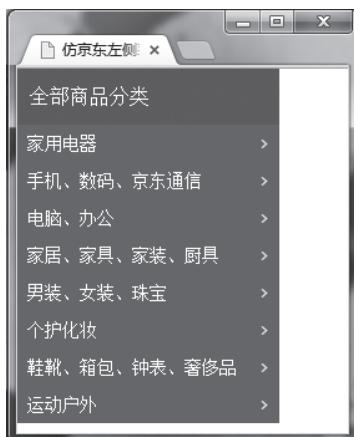 仿京东左侧
全部商品分类
家用电器 >
手机、数码、京东通信 >
电脑、办公 >
家居、家具、家装、厨具 >
男装、女装、珠宝 >
个护化妆 >
鞋靴、箱包、钟表、奢侈品 >
运动户外 >